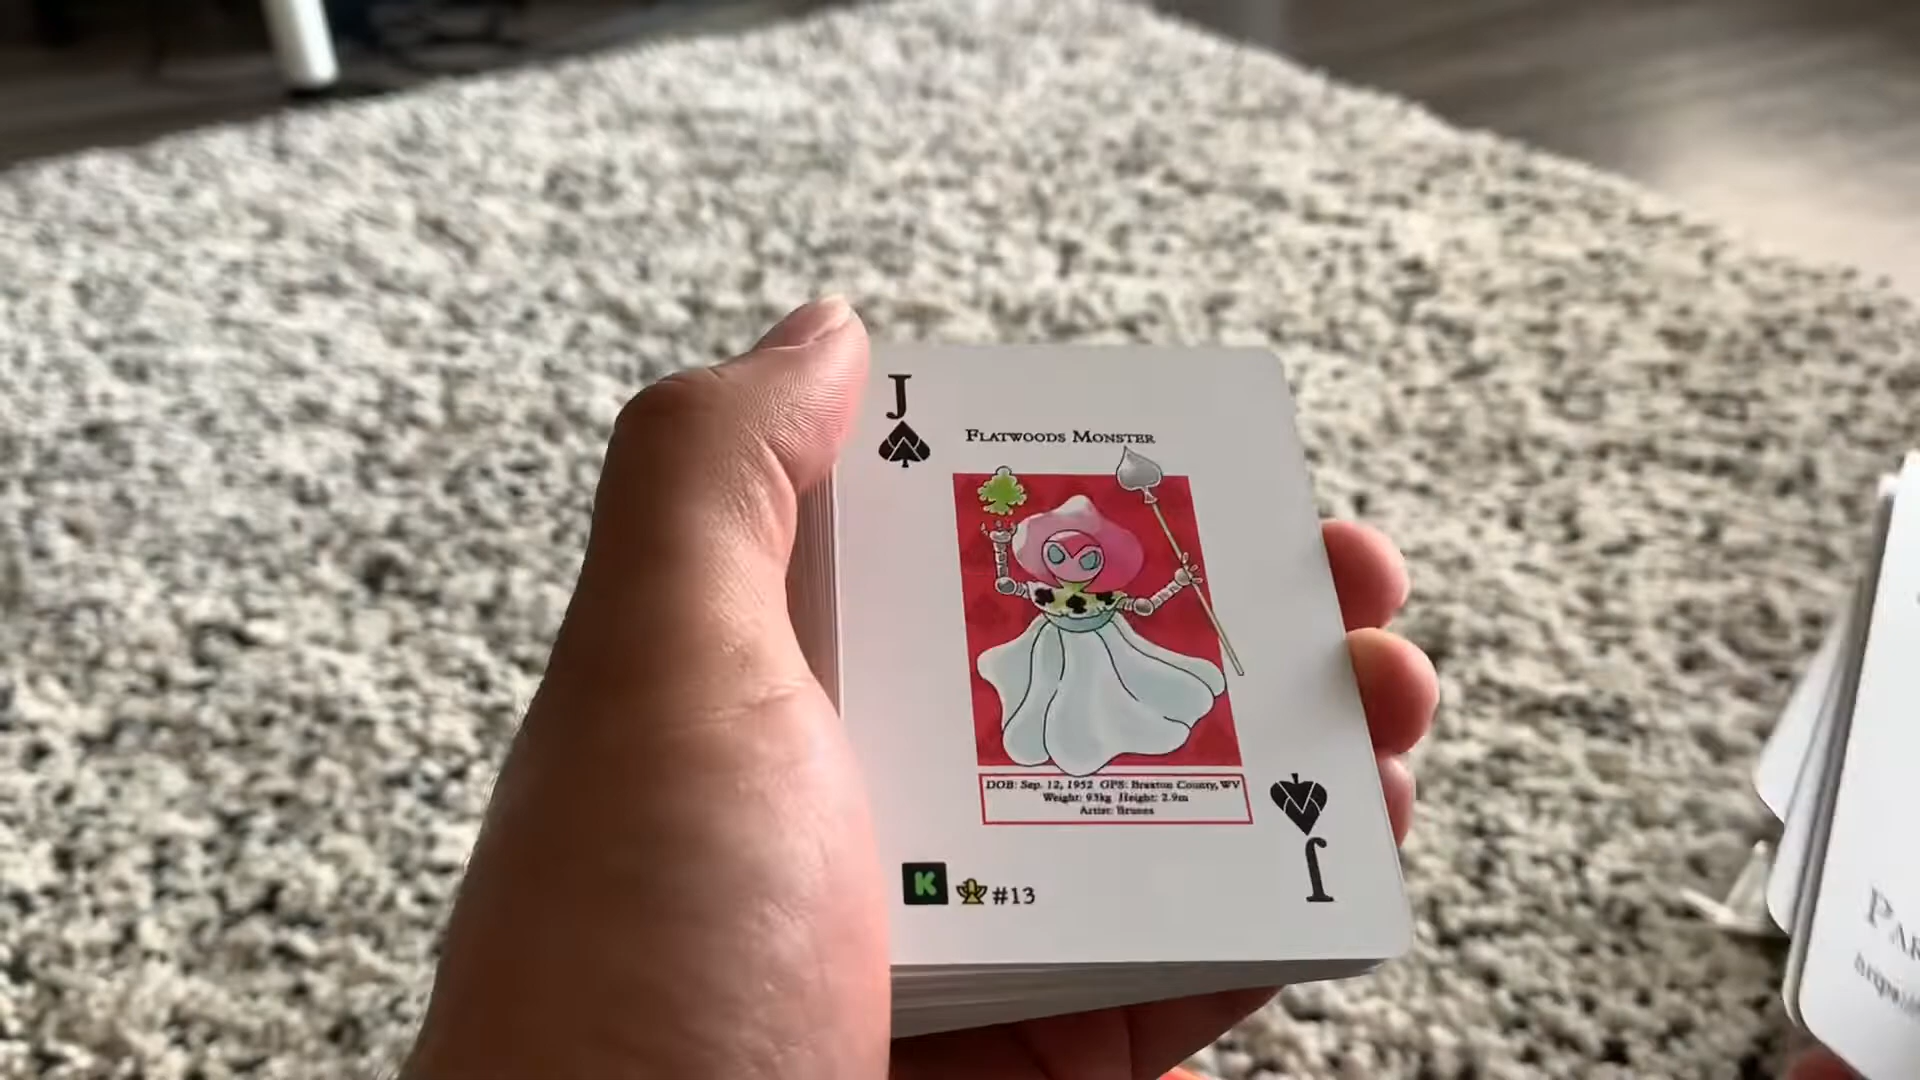 J
FLATWOODS MONSTER
DOB: Sep. 12, 1952 GPS: Braxton County, WV
Weight: 93kg Height: 2.9m
Artist: Brunes
K #13
J